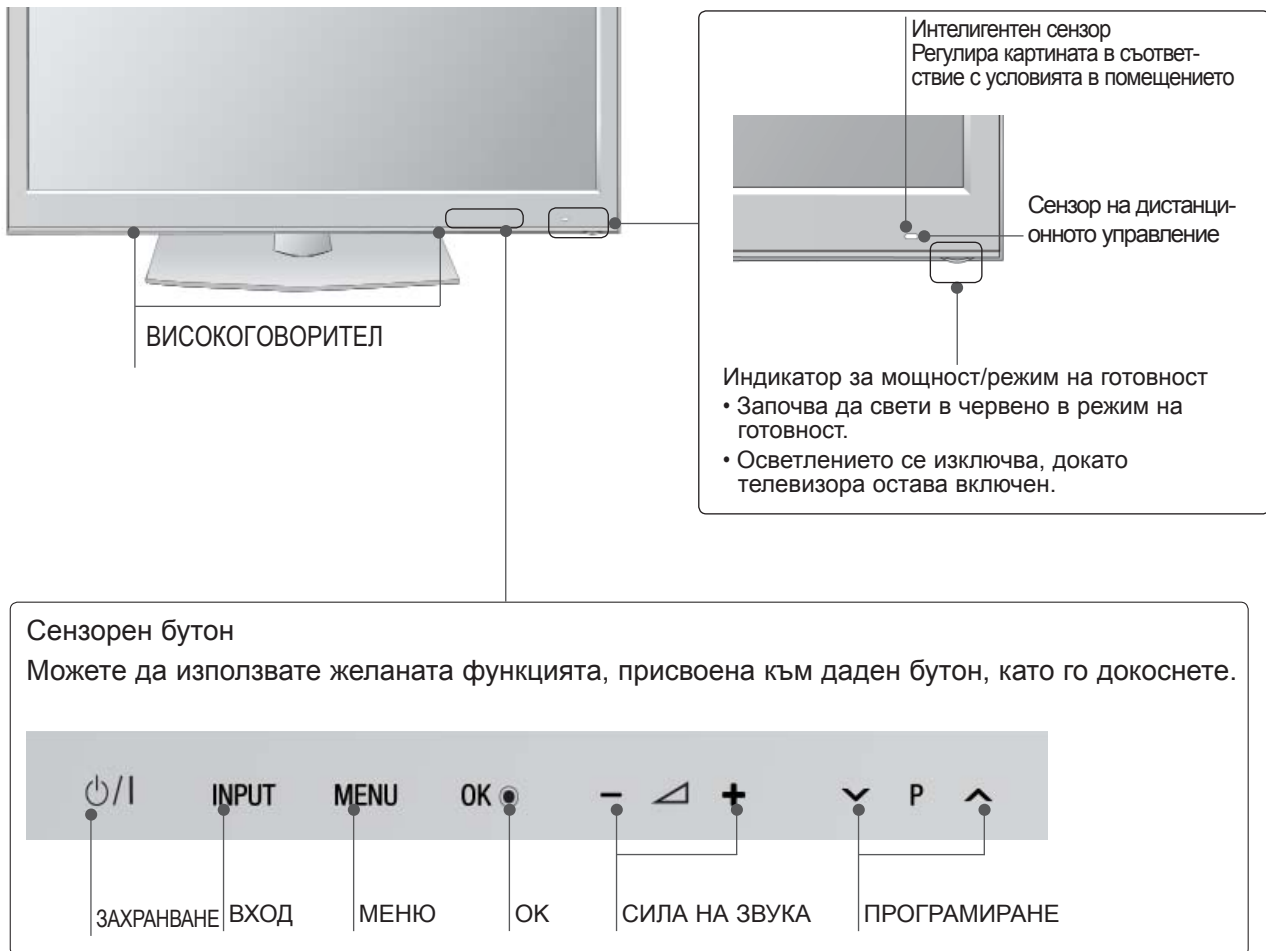 Интелигентен сензор
Регулира картината в съответ-
ствие с условията в помещението
Сензор на дистанци-
онното управление
ВИСОКОГОВОРИТЕЛ
Индикатор за мощност/режим на готовност
• Започва да свети в червено в режим на
готовност.
• Осветлението се изключва, докато
телевизора остава включен.
Сензорен бутон
Можете да използвате желаната функцията, присвоена към даден бутон, като го докоснете.
⏻/I INPUT MENU OK P
ЗАХРАНВАНЕ ВХОД МЕНЮ OK СИЛА НА ЗВУКА ПРОГРАМИРАНЕ